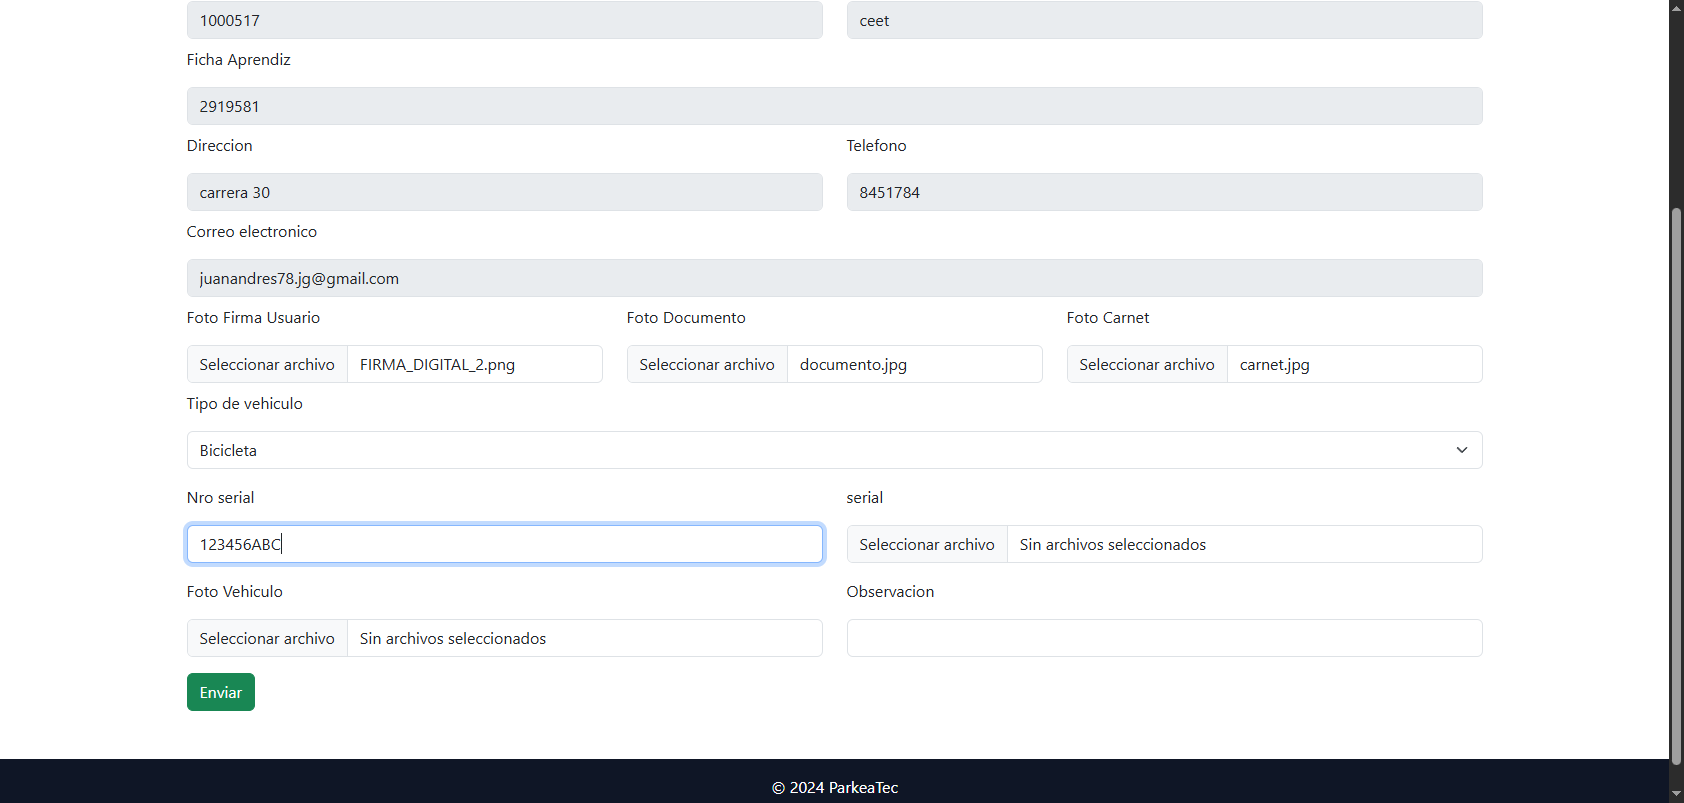 1000517 ceet
Ficha Aprendiz
2919581
Direccion Telefono
carrera 30 8451784
Correo electronico
juanandres78.jg@gmail.com
Foto Firma Usuario Foto Documento Foto Carnet
Seleccionar archivo FIRMA_DIGITAL_2.png Seleccionar archivo documento.jpg Seleccionar archivo carnet.jpg
Tipo de vehiculo
Bicicleta
Nro serial serial
123456ABC Seleccionar archivo Sin archivos seleccionados
Foto Vehiculo Observacion
Seleccionar archivo Sin archivos seleccionados
Enviar
© 2024 ParkeaTec